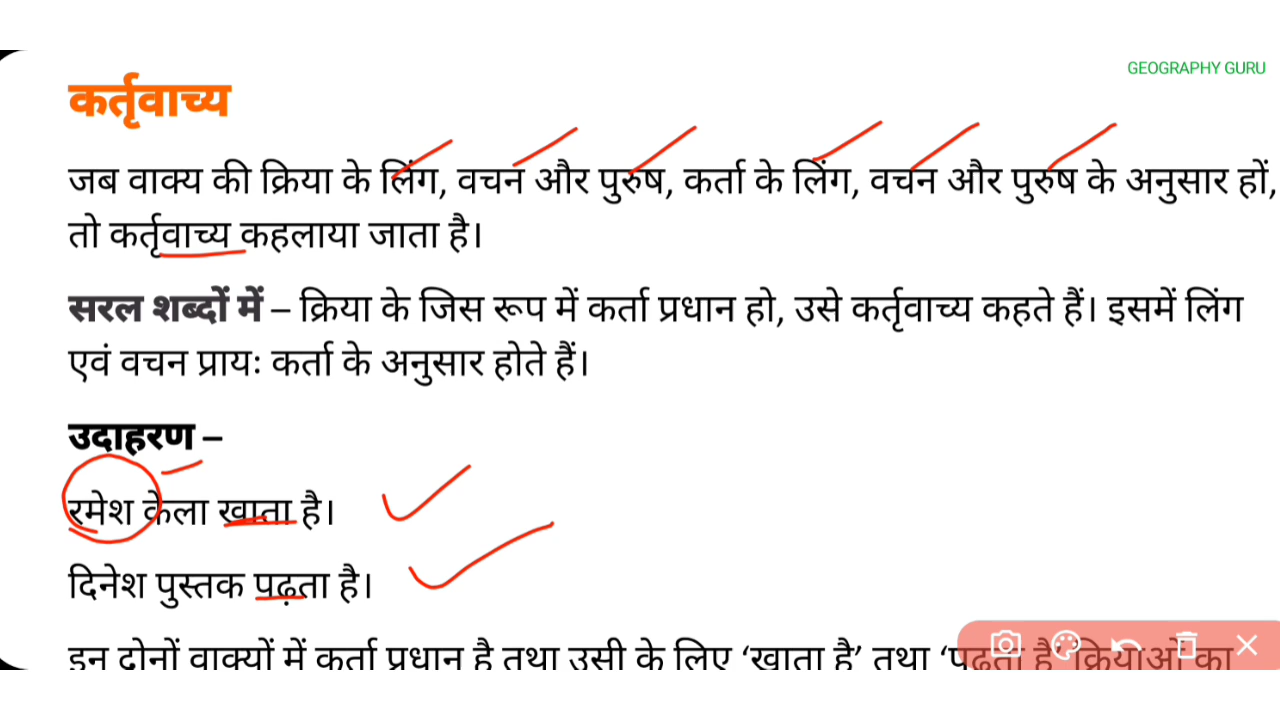 GEOGRAPHY GURU
कर्तृवाच्य
जब वाक्य की क्रिया के लिंग, वचन और पुरुष, कर्ता के लिंग, वचन और पुरुष के अनुसार हों,
तो कर्तृवाच्य कहलाया जाता है।
सरल शब्दों में – क्रिया के जिस रूप में कर्ता प्रधान हो, उसे कर्तृवाच्य कहते हैं। इसमें लिंग
एवं वचन प्रायः कर्ता के अनुसार होते हैं।
उदाहरण –
रमेश केला खाता है।
दिनेश पुस्तक पढ़ता है।
इन दोनों वाक्यों में कर्ता प्रधान है तथा उसी के लिए ‘खाता है’ तथा ‘पढ़ता है’ क्रियाओं का